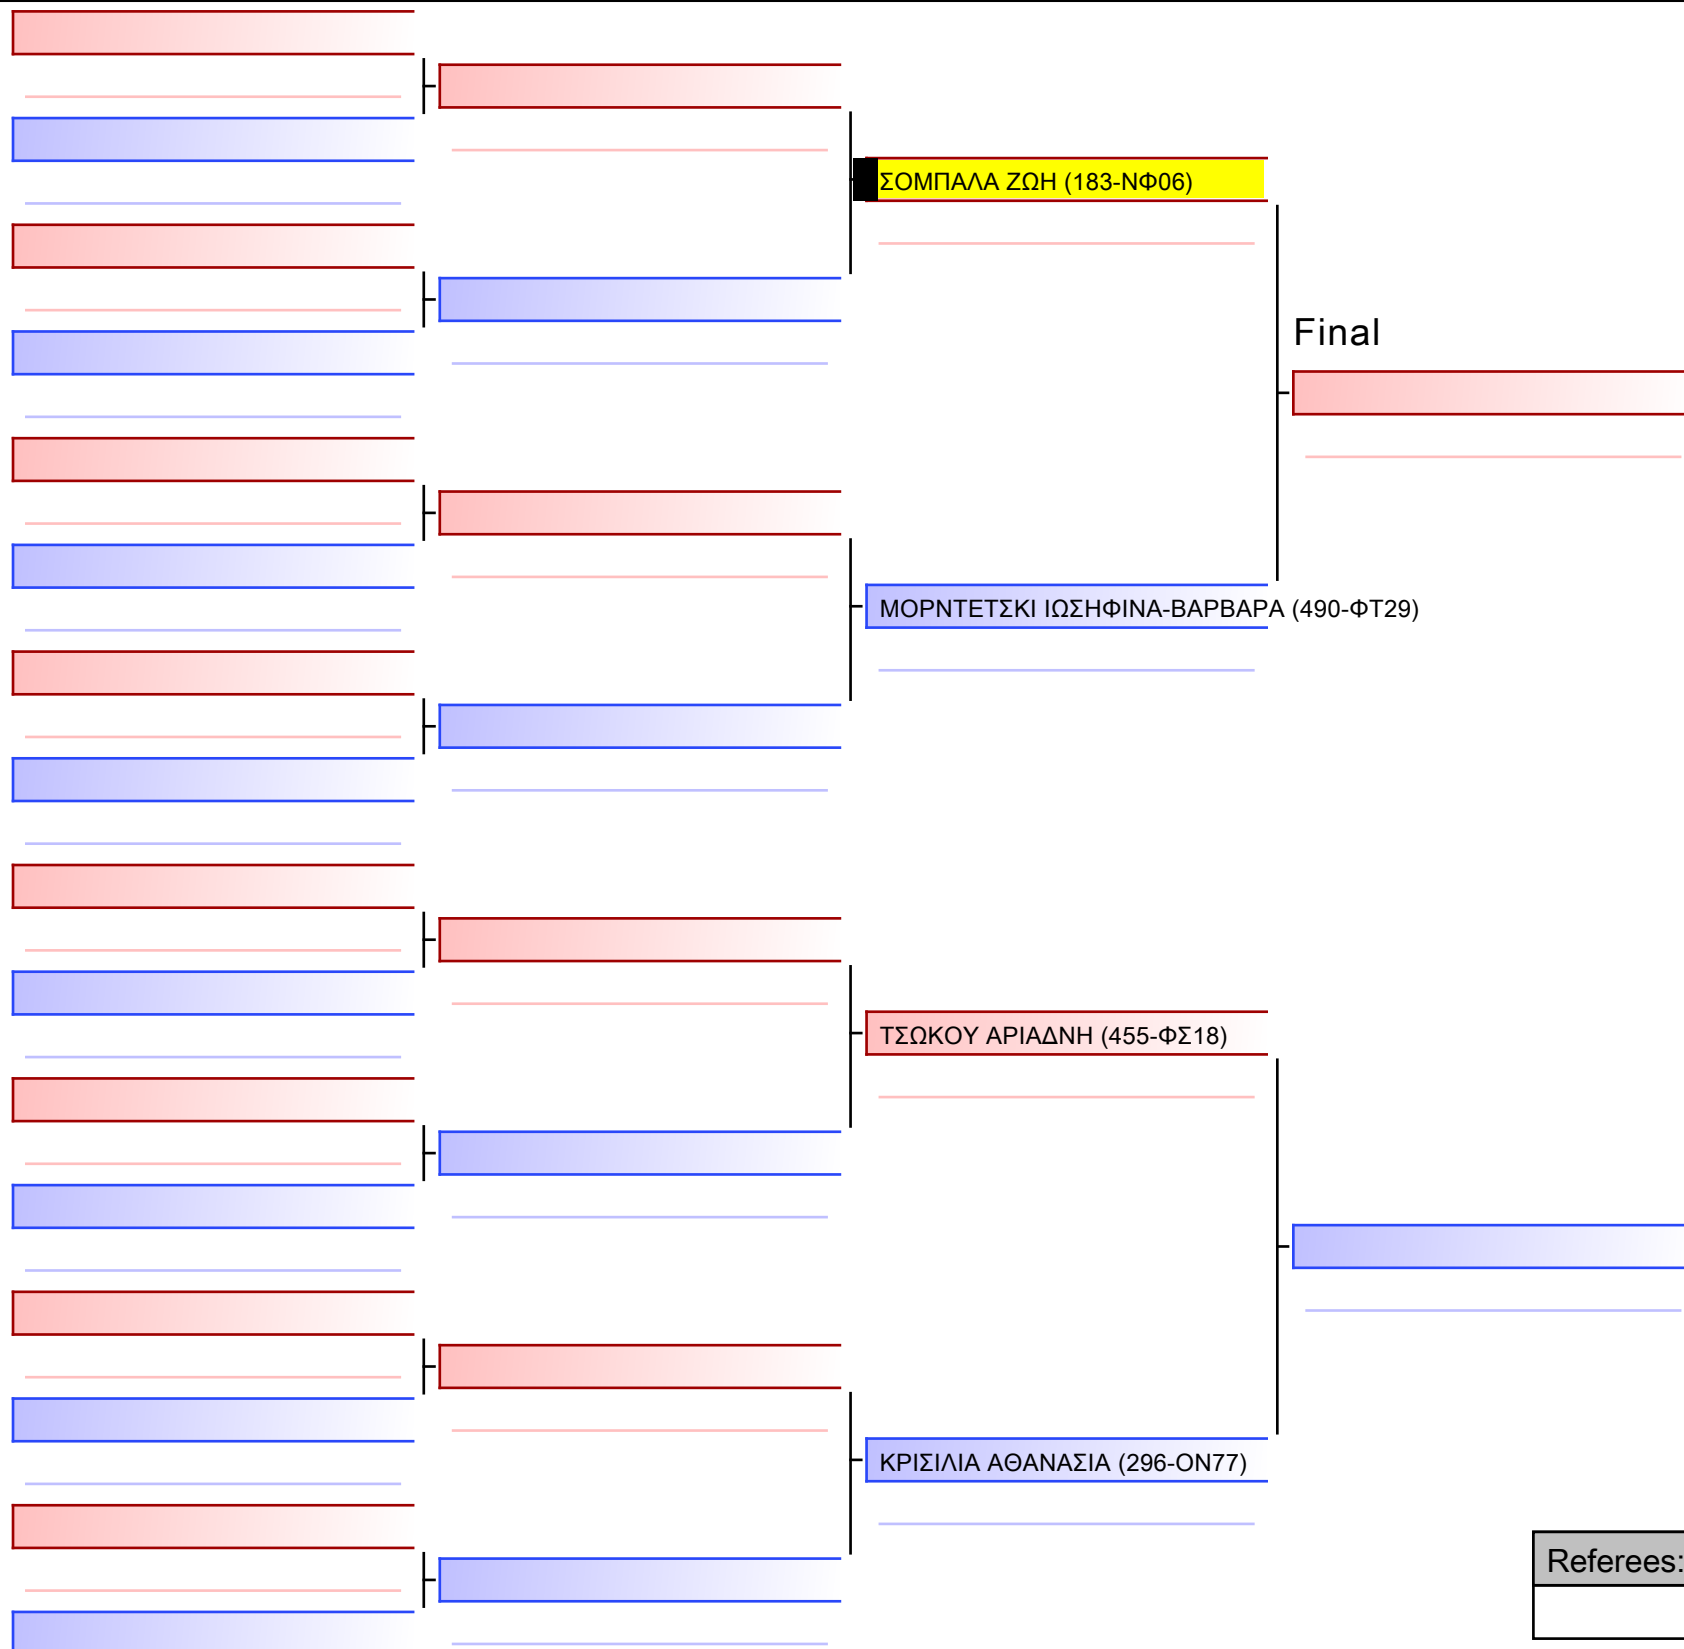 ΣΟΜΠΑΛΑ ΖΩΗ (183-ΝΦ06)
Final
ΜΟΡΝΤΕΤΣΚΙ ΙΩΣΗΦΙΝΑ-ΒΑΡΒΑΡΑ (490-ΦΤ29)
ΤΣΩΚΟΥ ΑΡΙΑΔΝΗ (455-ΦΣ18)
ΚΡΙΣΙΛΙΑ ΑΘΑΝΑΣΙΑ (296-ΟΝ77)
Referees: